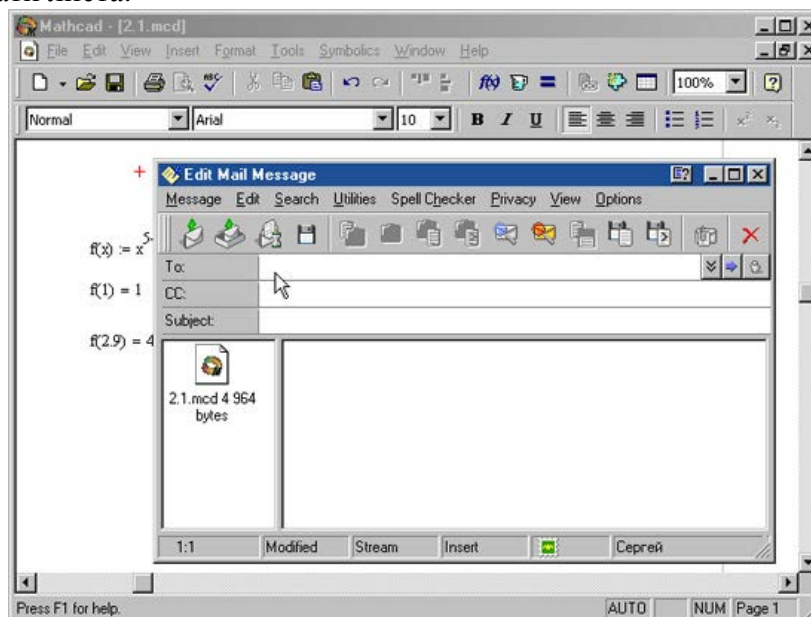 Mathcad - [2.1.mcd]
File Edit View Insert Format Tools Symbolics Window Help
100%
Normal Arial 10 B I U
Edit Mail Message
Message Edit Search Utilities Spell Checker Privacy View Options
f(x) := x^5-
To:
f(1) = 1
CC:
Subject:
f(2.9) = 4
2.1.mcd 4 964
bytes
1:1 Modified Stream Insert Сергей
Press F1 for help. AUTO NUM Page 1